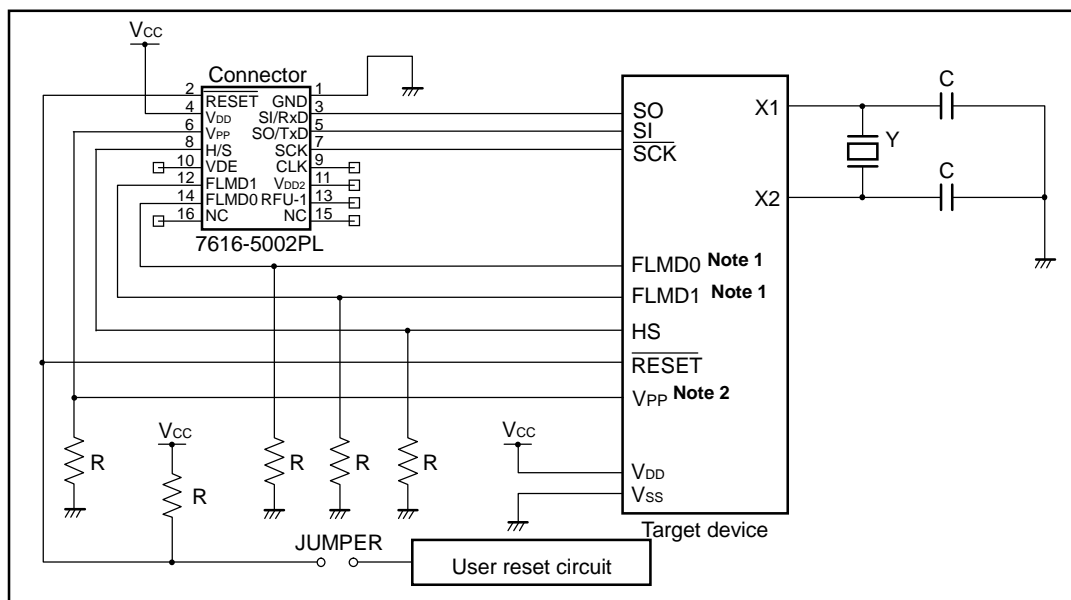 VCC
Connector
2 RESET GND 1
4 VDD SI/RxD 3
6 VPP SO/TxD 5
8 H/S SCK 7
10 VDE CLK 9
12 FLMD1 VDD2 11
14 FLMD0 RFU-1 13
16 NC NC 15
7616-5002PL
SO
SI
SCK
X1
X2
C
Y
C
FLMD0 Note 1
FLMD1 Note 1
HS
RESET
VPP Note 2
R
VCC
R
R
R
R
VCC
VDD
VSS
Target device
JUMPER
User reset circuit